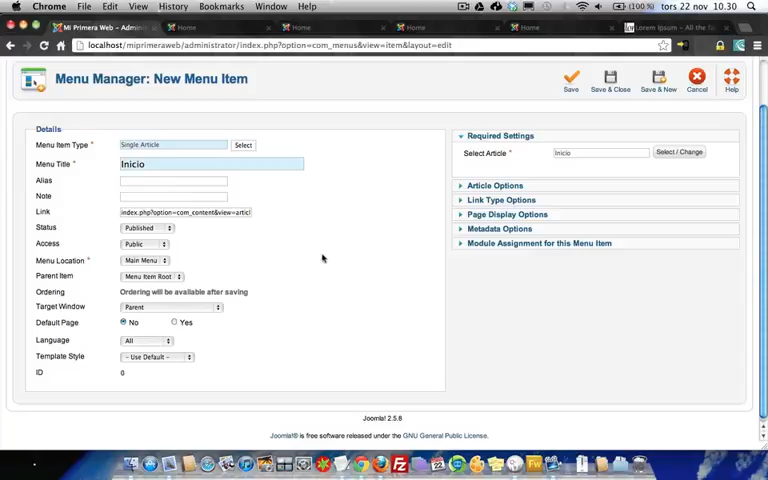 Chrome File Edit View History Bookmarks Window Help (100 %) tors 22 nov 10.30
Mi Primera Web - Adminis Home Home Home Home Lorem Ipsum - All the fa
localhost/miprimeraweb/administrator/index.php?option=com_menus&view=item&layout=edit
Menu Manager: New Menu Item
Save Save & Close Save & New Cancel Help
Details
Menu Item Type * Single Article Select
Menu Title * Inicio
Alias
Note
Link index.php?option=com_content&view=articl
Status Published
Access Public
Menu Location * Main Menu
Parent Item Menu Item Root
Ordering Ordering will be available after saving
Target Window Parent
Default Page No Yes
Language All
Template Style - Use Default -
ID 0
Required Settings
Select Article * Inicio Select / Change
Article Options
Link Type Options
Page Display Options
Metadata Options
Module Assignment for this Menu Item
Joomla! 2.5.8
Joomla!® is free software released under the GNU General Public License.